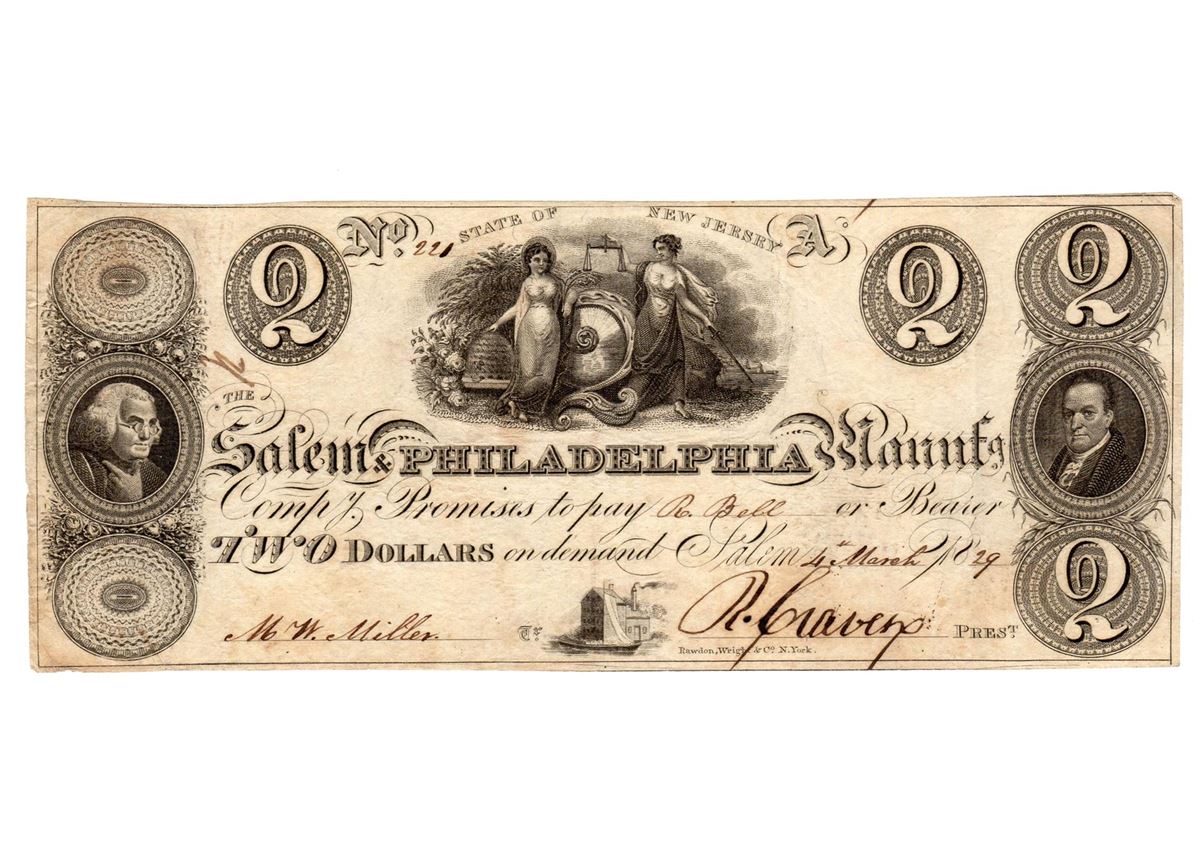 2 No. 221 STATE OF NEW JERSEY A 2 2
THE
Salem & PHILADELPHIA Manufg
Compy. Promises to pay R. Bell or Bearer
TWO DOLLARS on demand Salem 4th March 1829
M W. Miller Tr. R. Craven PREST
Rawdon, Wright & Co. N. York.
2